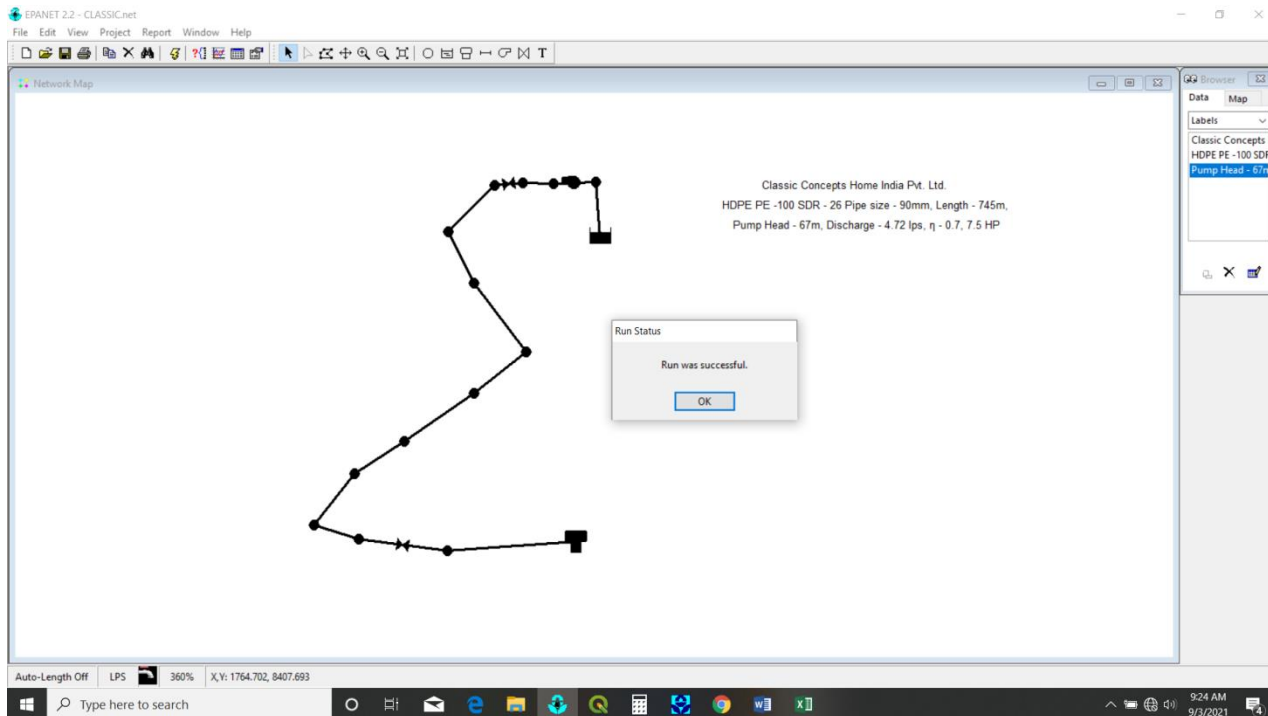 EPANET 2.2 - CLASSIC.net
File Edit View Project Report Window Help
T
Network Map
Browser
Data Map
Labels
Classic Concepts
HDPE PE -100 SDR
Pump Head - 67m
Classic Concepts Home India Pvt. Ltd.
HDPE PE -100 SDR - 26 Pipe size - 90mm, Length - 745m,
Pump Head - 67m, Discharge - 4.72 lps, η - 0.7, 7.5 HP
Run Status
Run was successful.
OK
Auto-Length Off LPS 360% X,Y: 1764.702, 8407.693
Type here to search
9:24 AM
9/3/2021
4